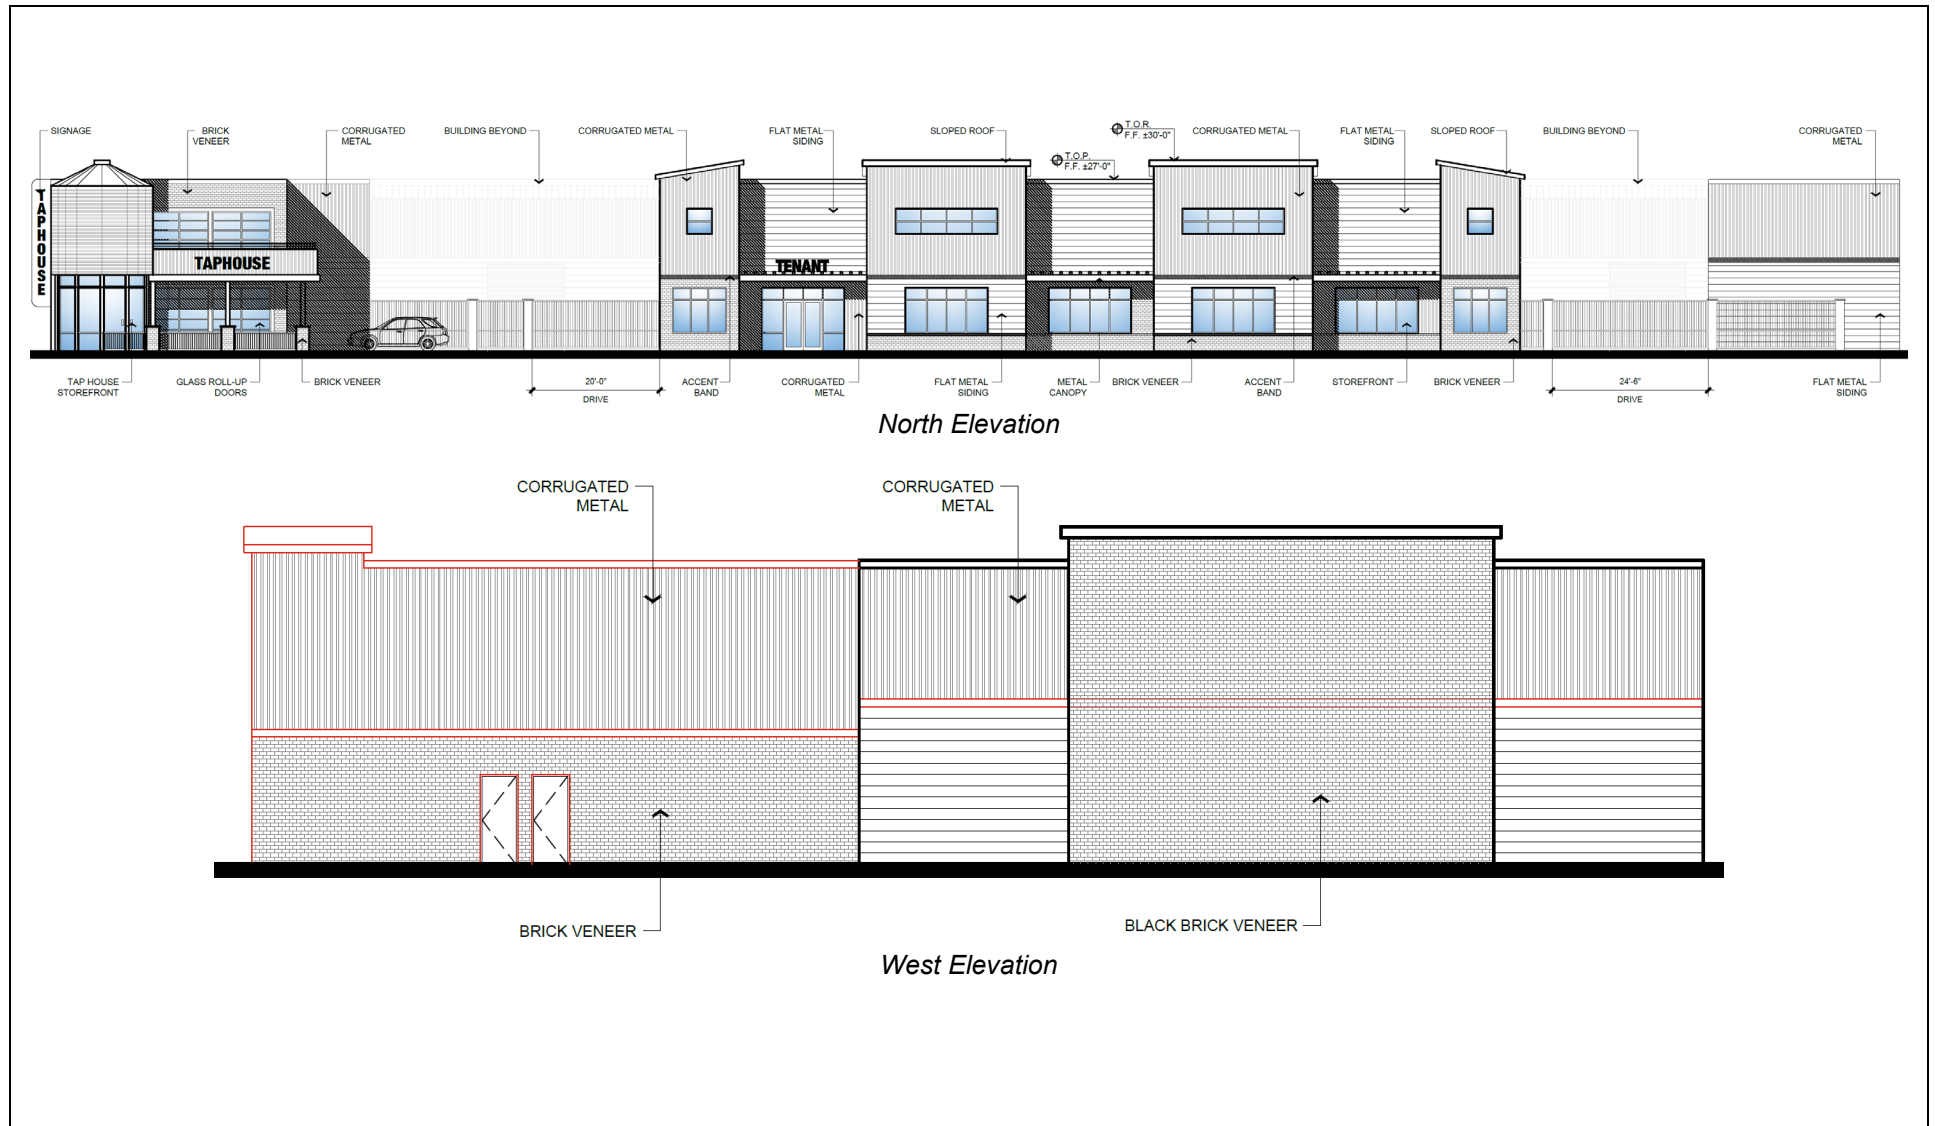 SIGNAGE
BRICK
VENEER
CORRUGATED
METAL
BUILDING BEYOND
CORRUGATED METAL
FLAT METAL
SIDING
SLOPED ROOF
T.O.P.
F.F. ±27'-0"
T.O.R.
F.F. ±30'-0"
CORRUGATED METAL
FLAT METAL
SIDING
SLOPED ROOF
BUILDING BEYOND
CORRUGATED
METAL
TAPHOUSE
TAPHOUSE
TENANT
TAP HOUSE
STOREFRONT
GLASS ROLL-UP
DOORS
BRICK VENEER
20'-0"
DRIVE
ACCENT
BAND
CORRUGATED
METAL
FLAT METAL
SIDING
METAL
CANOPY
BRICK VENEER
ACCENT
BAND
STOREFRONT
BRICK VENEER
24'-6"
DRIVE
FLAT METAL
SIDING
North Elevation
CORRUGATED
METAL
CORRUGATED
METAL
BRICK VENEER
BLACK BRICK VENEER
West Elevation